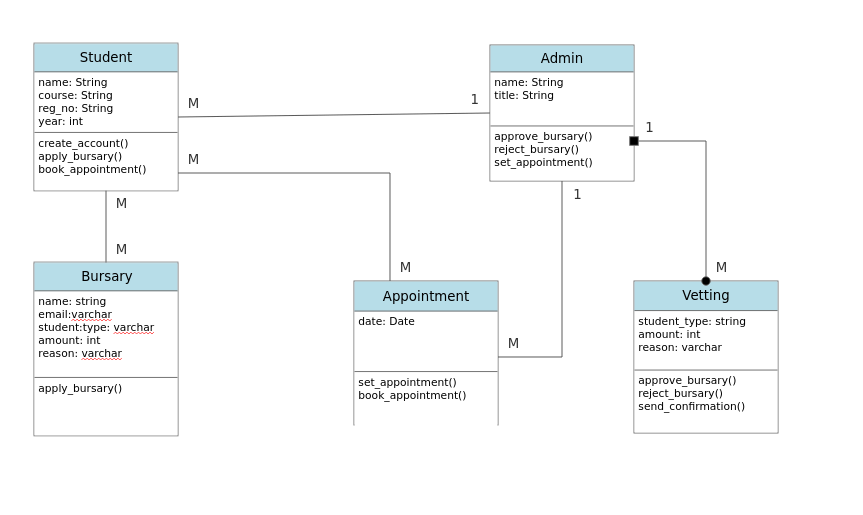 Student
name: String
course: String
reg_no: String
year: int
create_account()
apply_bursary()
book_appointment()
M
1
M
Admin
name: String
title: String
approve_bursary()
reject_bursary()
set_appointment()
1
1
M
M
Bursary
name: string
email:varchar
student:type: varchar
amount: int
reason: varchar
apply_bursary()
M
Appointment
date: Date
set_appointment()
book_appointment()
M
M
Vetting
student_type: string
amount: int
reason: varchar
approve_bursary()
reject_bursary()
send_confirmation()